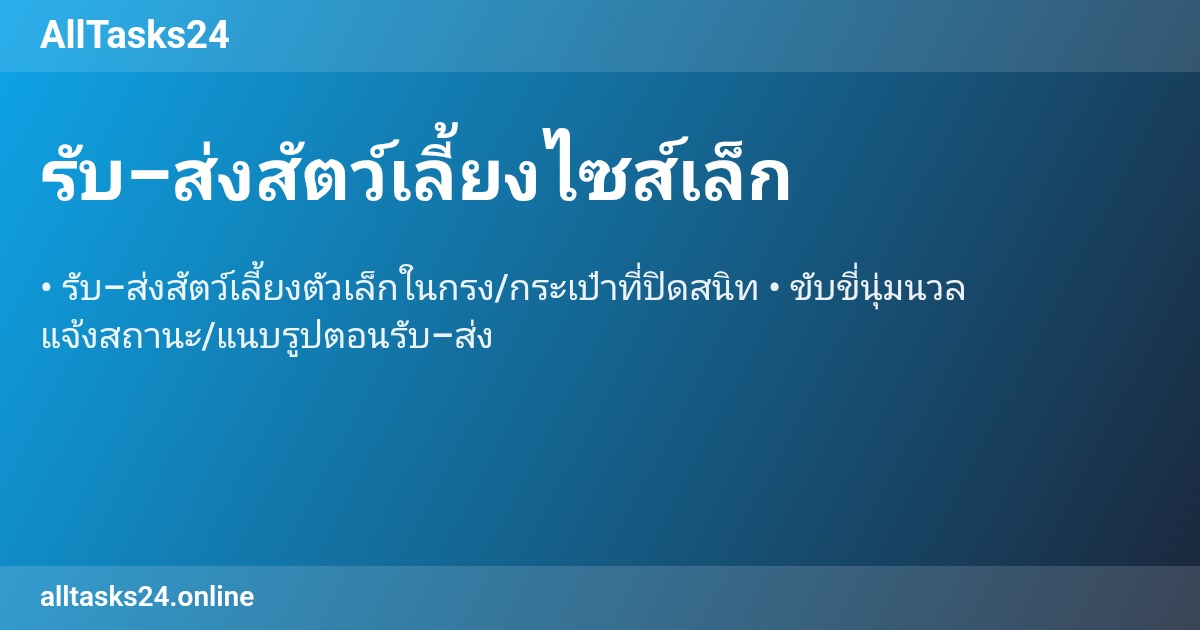 AllTasks24
รับ–ส่งสัตว์เลี้ยงไซส์เล็ก
• รับ–ส่งสัตว์เลี้ยงตัวเล็กในกรง/กระเป๋าที่ปิดสนิท • ขับขี่นุ่มนวล
แจ้งสถานะ/แนบรูปตอนรับ–ส่ง
alltasks24.online